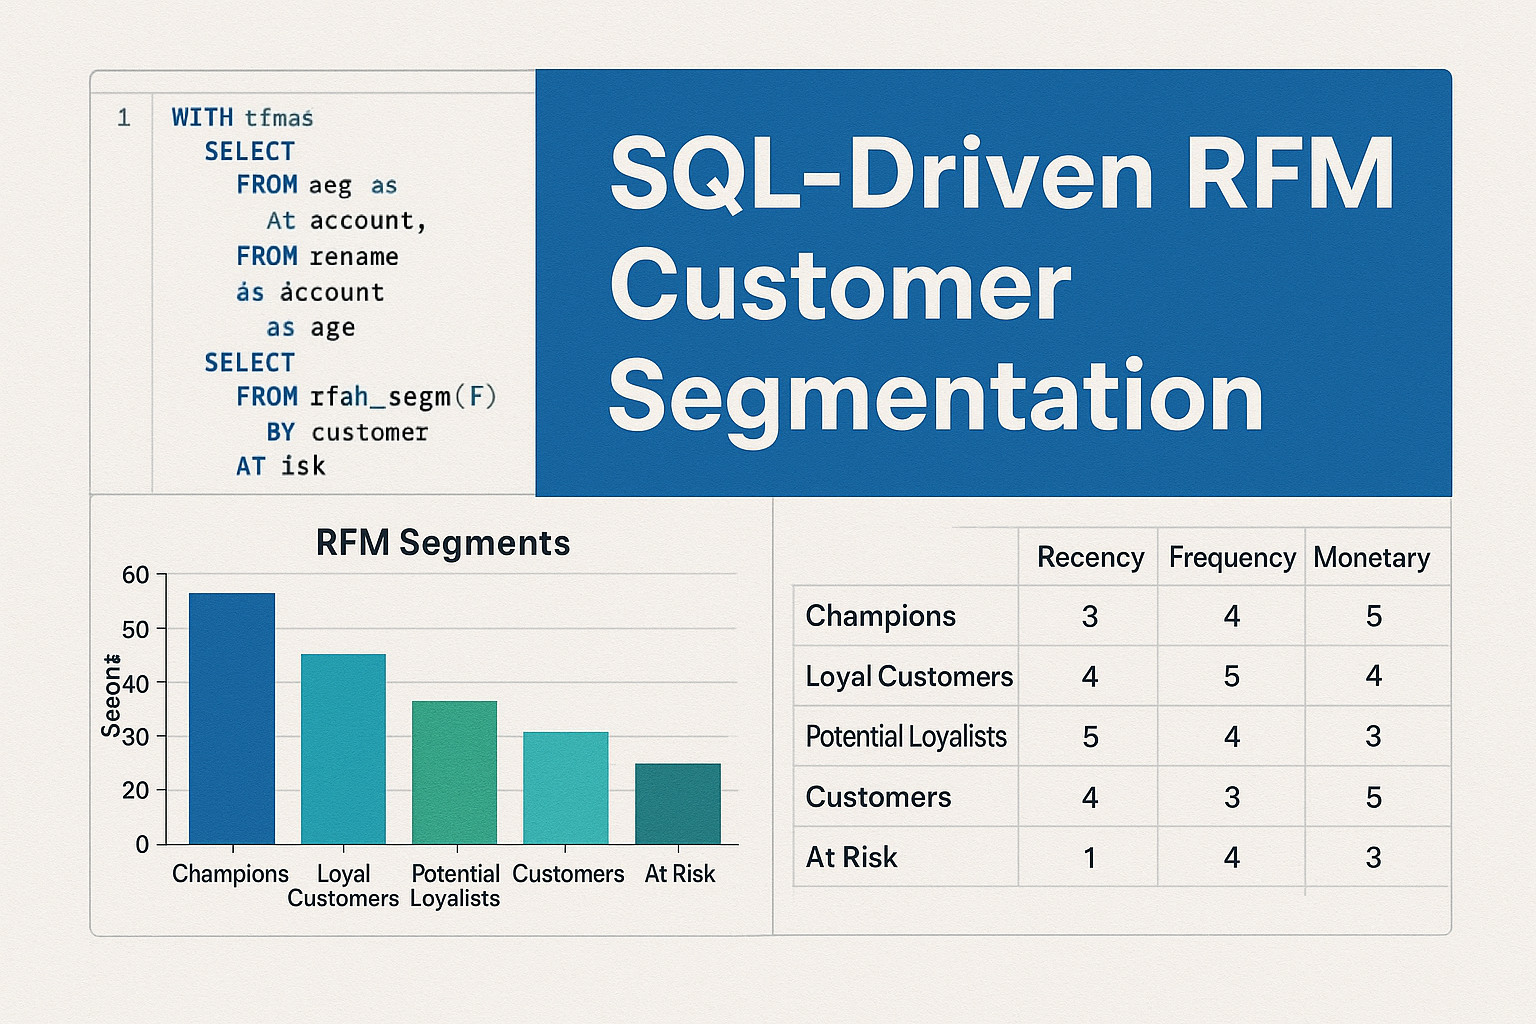 1 WITH tfmaś
SELECT
FROM aeg as
At account,
FROM rename
ás áccount
as age
SELECT
FROM rfah_segm(F)
BY customer
AT isk
SQL-Driven RFM
Customer
Segmentation
RFM Segments
Seeont
60
50
40
30
20
0
Champions
Loyal
Customers
Potential
Loyalists
Customers
At Risk
Recency Frequency Monetary
Champions 3 4 5
Loyal Customers 4 5 4
Potential Loyalists 5 4 3
Customers 4 3 5
At Risk 1 4 3